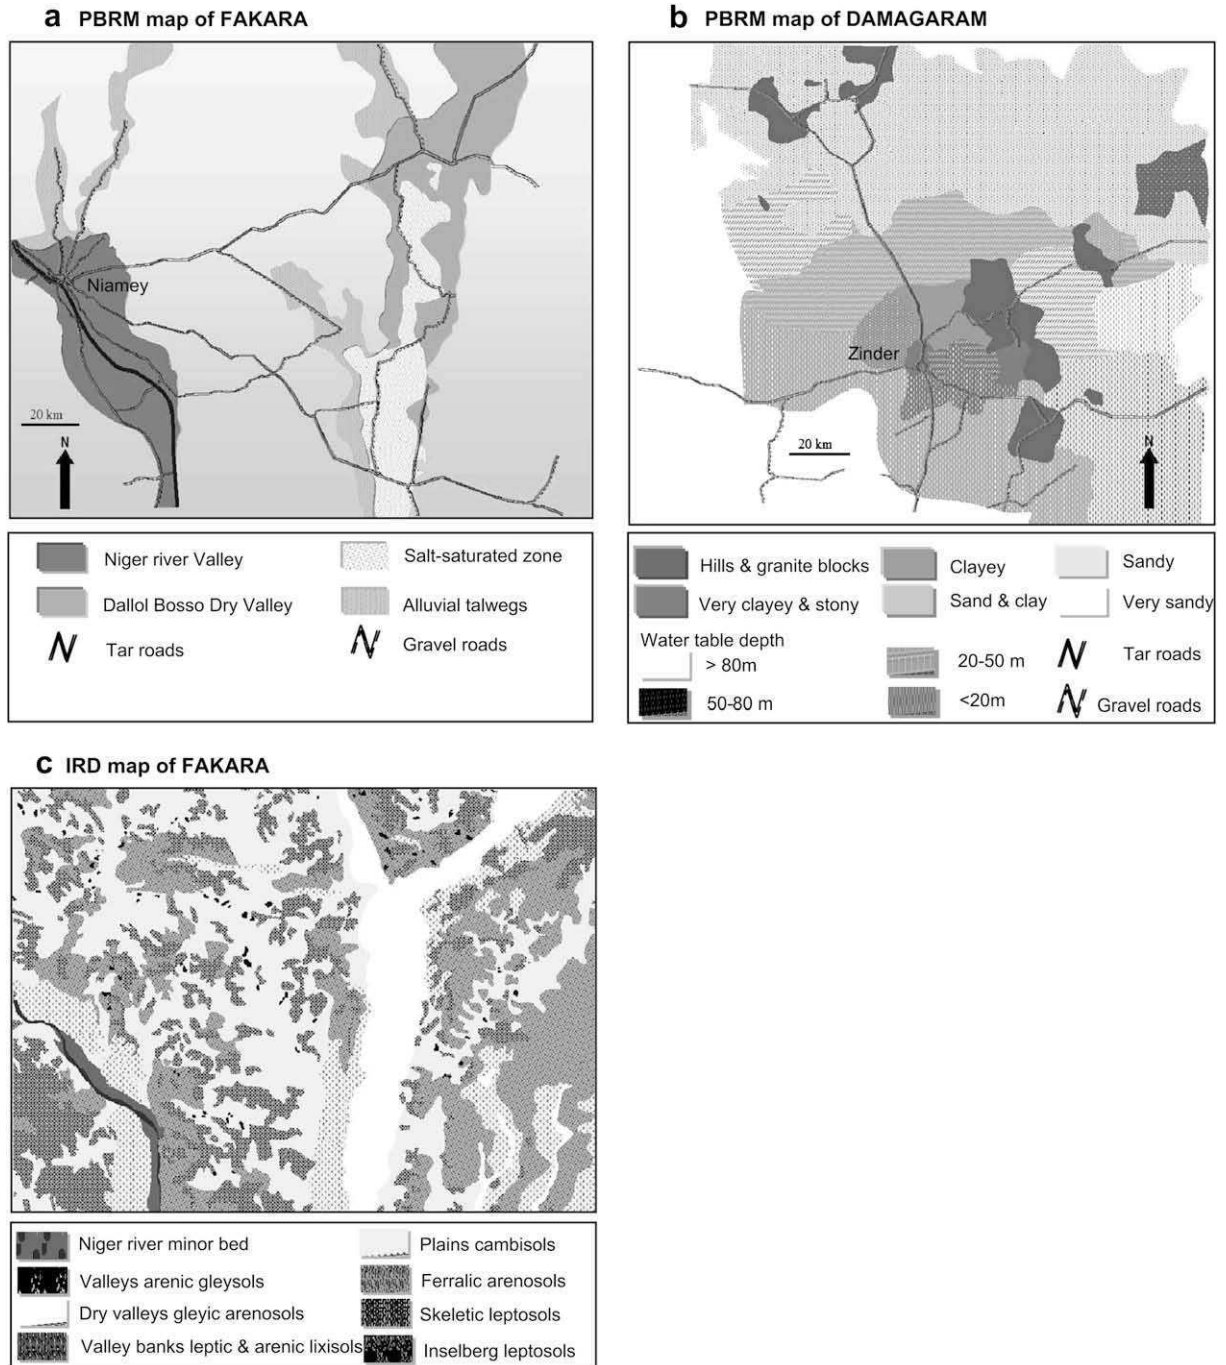 a PBRM map of FAKARA
Niamey
20 km
N
Niger river Valley
Salt-saturated zone
Dallol Bosso Dry Valley
Alluvial talwegs
Tar roads
Gravel roads
b PBRM map of DAMAGARAM
Zinder
20 km
N
Hills & granite blocks
Clayey
Sandy
Very clayey & stony
Sand & clay
Very sandy
Water table depth
> 80m
20-50 m
Tar roads
50-80 m
<20m
Gravel roads
c IRD map of FAKARA
Niger river minor bed
Plains cambisols
Valleys arenic gleysols
Ferralic arenosols
Dry valleys gleyic arenosols
Skeletic leptosols
Valley banks leptic & arenic lixisols
Inselberg leptosols